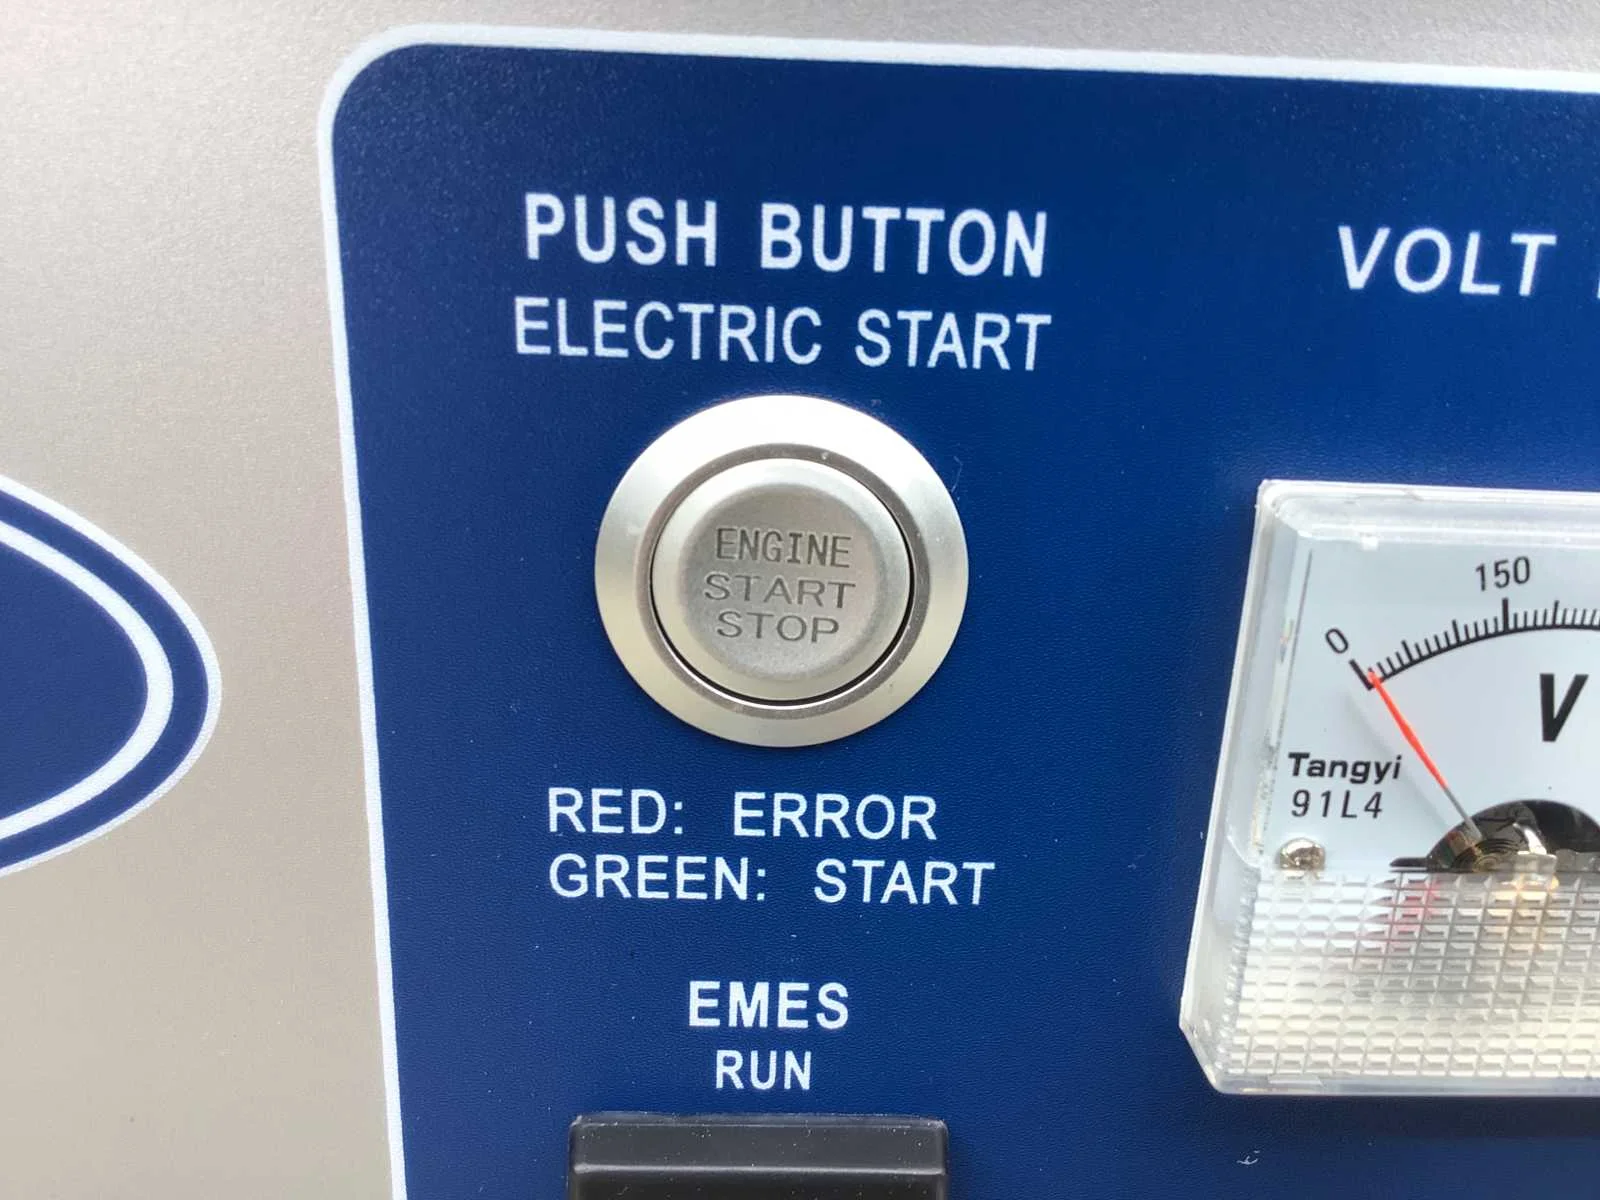 PUSH BUTTON
ELECTRIC START
ENGINE
START
STOP
RED: ERROR
GREEN: START
EMES
RUN
VOLT
150
0
V
Tangyi
91L4